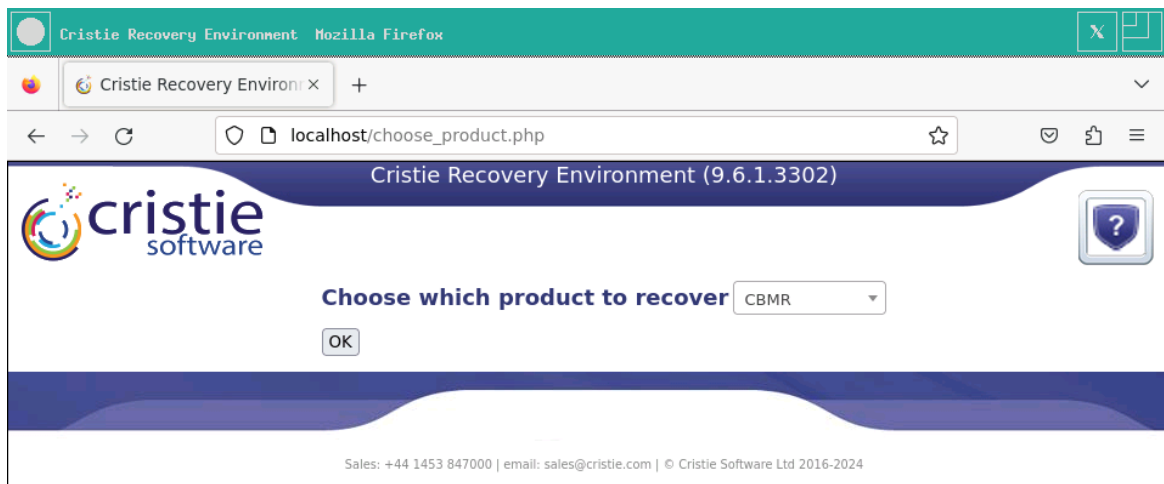 Cristie Recovery Environment Mozilla Firefox
Cristie Recovery Environ
localhost/choose_product.php
Cristie Recovery Environment (9.6.1.3302)
cristie
software
?
Choose which product to recover CBMR
OK
Sales: +44 1453 847000 | email: sales@cristie.com | © Cristie Software Ltd 2016-2024